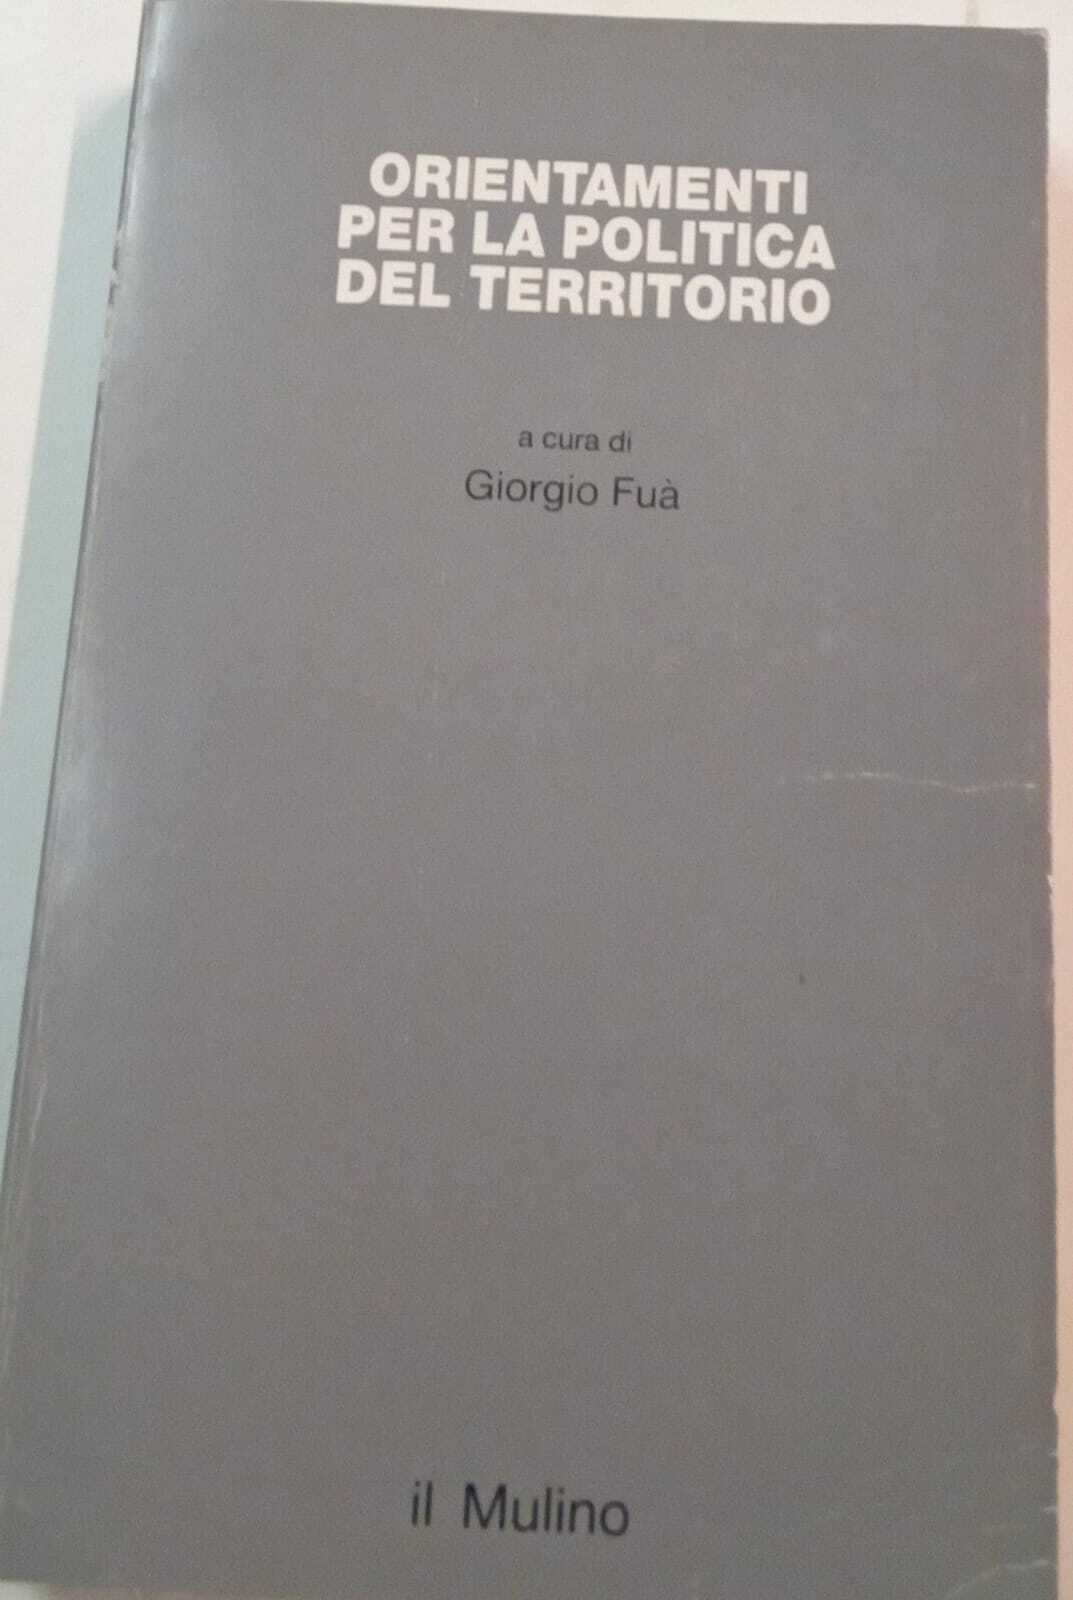 ORIENTAMENTI
PER LA POLITICA
DEL TERRITORIO
a cura di
Giorgio Fuà
il Mulino